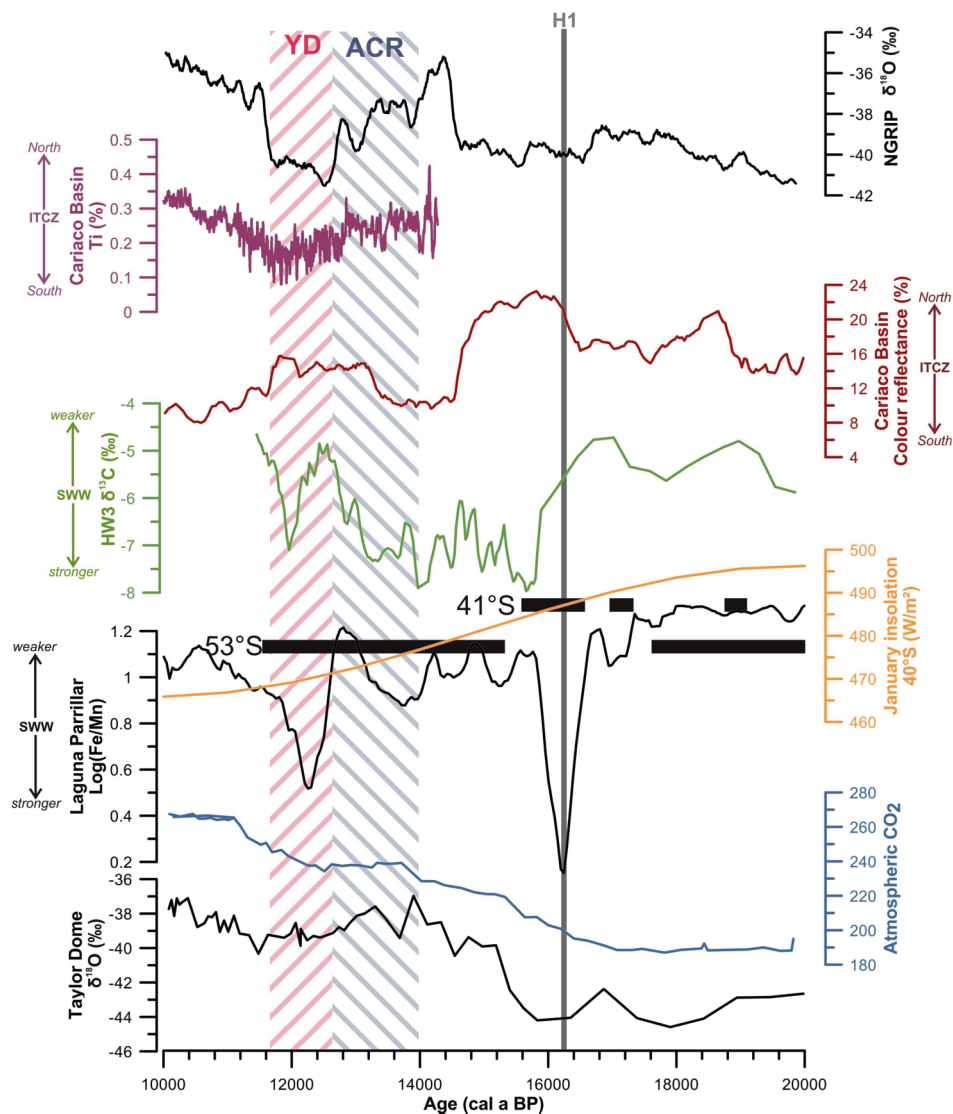 H1
YD
ACR
-34
-36
-38
-40
-42
NGRIP δ¹⁸O (‰)
North
ITCZ
South
Cariaco Basin
Ti (%)
0.5
0.4
0.3
0.2
0.1
0
24
20
16
12
8
4
Cariaco Basin
Colour reflectance (%)
North
ITCZ
South
weaker
SWW
stronger
HW3 δ¹³C (‰)
-4
-5
-6
-7
-8
41°S
53°S
500
490
480
470
460
January insolation
40°S (W/m²)
weaker
SWW
stronger
Laguna Parrillar
Log(Fe/Mn)
1.2
1
0.8
0.6
0.4
0.2
280
260
240
220
200
180
Atmospheric CO₂
Taylor Dome
δ¹⁸O (‰)
-36
-38
-40
-42
-44
-46
10000
12000
14000
16000
18000
20000
Age (cal a BP)